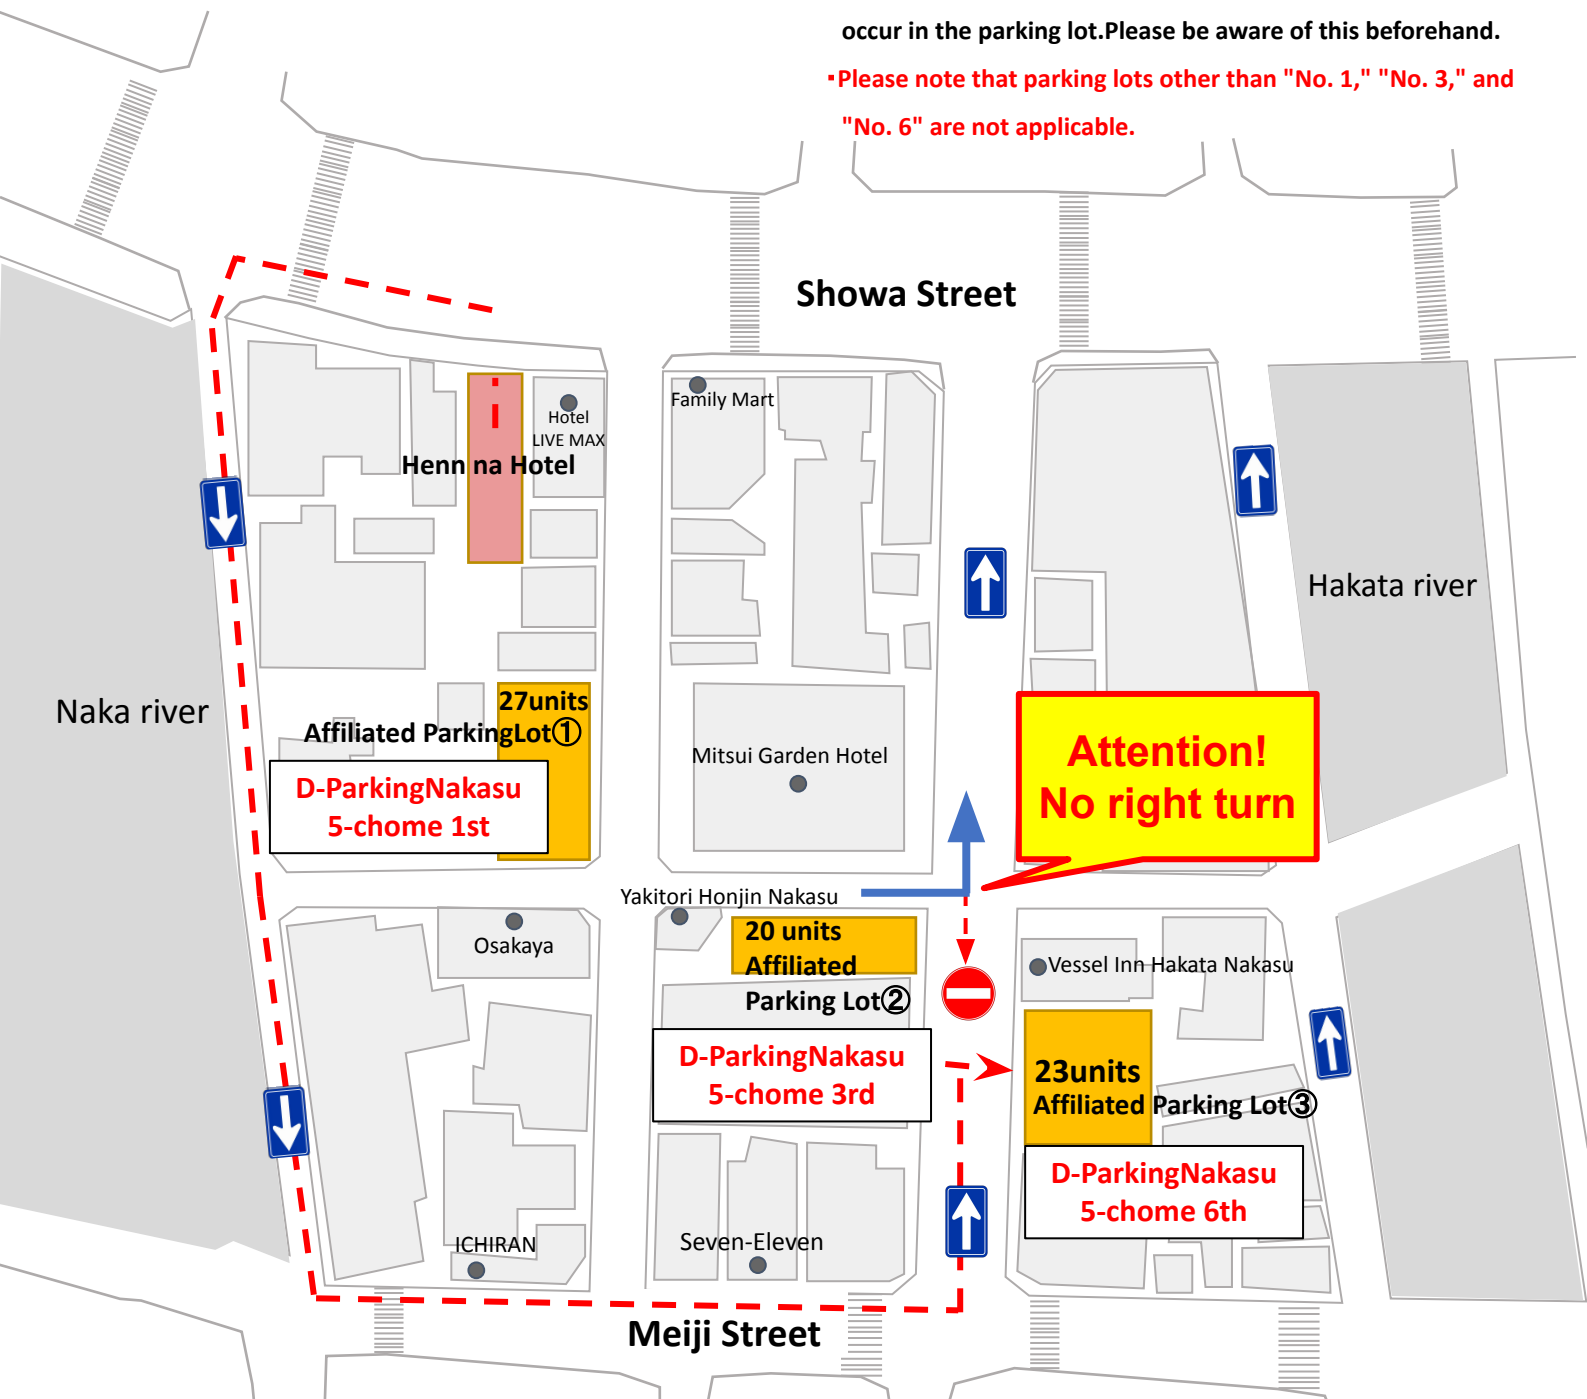 occur in the parking lot.Please be aware of this beforehand.
・Please note that parking lots other than "No. 1," "No. 3," and
"No. 6" are not applicable.
Showa Street
Family Mart
Hotel
LIVE MAX
Henn na Hotel
Hakata river
Naka river
27units
Affiliated ParkingLot①
D-ParkingNakasu
5-chome 1st
Mitsui Garden Hotel
Attention!
No right turn
Yakitori Honjin Nakasu
Osakaya
20 units
Affiliated
Parking Lot②
D-ParkingNakasu
5-chome 3rd
Vessel Inn Hakata Nakasu
23units
Affiliated Parking Lot③
D-ParkingNakasu
5-chome 6th
ICHIRAN
Seven-Eleven
Meiji Street